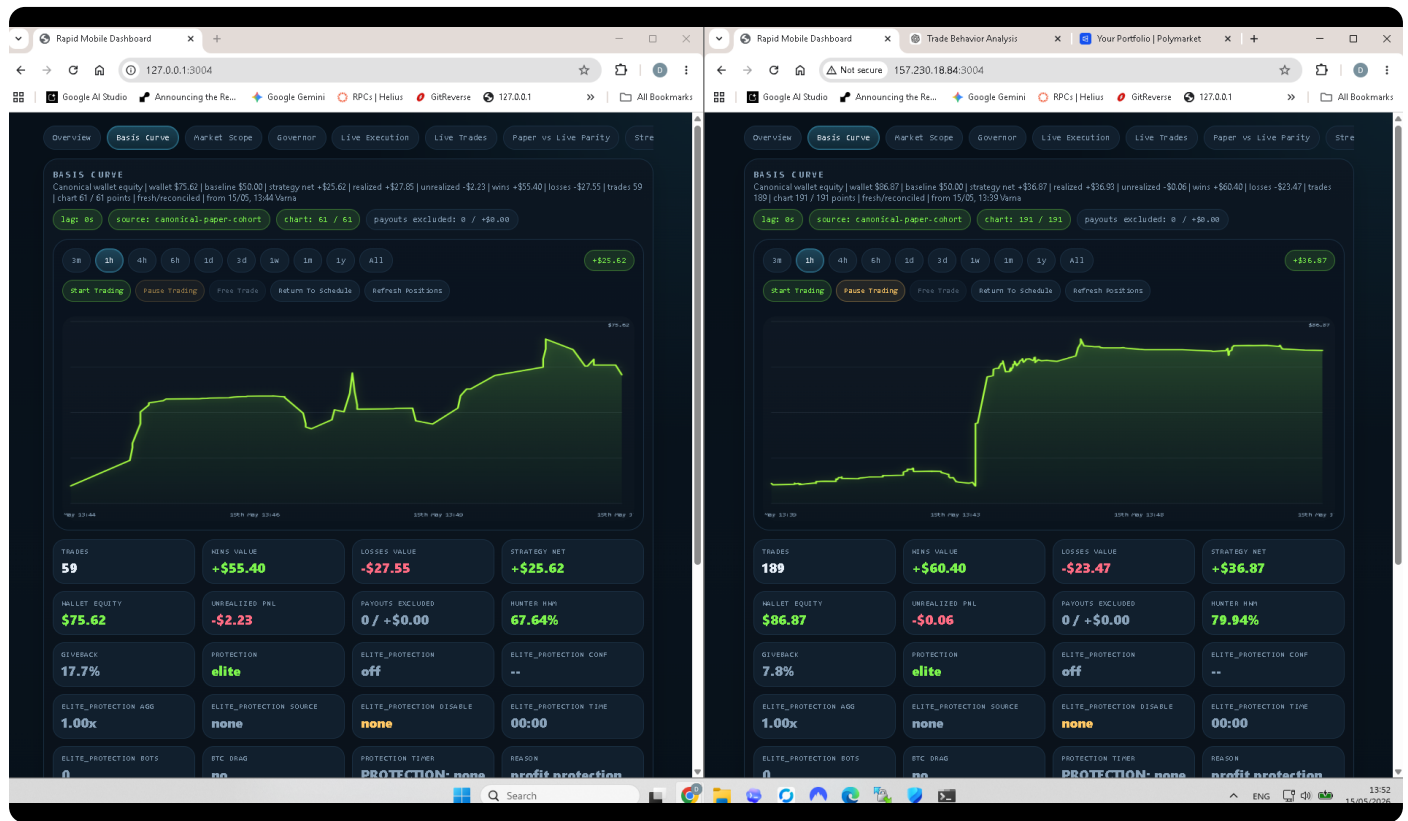 Rapid Mobile Dashboard
127.0.0.1:3004
Google AI Studio Announcing the Re... Google Gemini RPCs | Helius GitReverse 127.0.0.1 » All Bookmarks
Overview Basis Curve Market Scope Governor Live Execution Live Trades Paper vs Live Parity Stre
BASIS CURVE
Canonical wallet equity | wallet $75.62 | baseline $50.00 | strategy net +$25.62 | realized +$27.85 | unrealized -$2.23 | wins +$55.40 | losses -$27.55 | trades 59
| chart 61 / 61 points | fresh/reconciled | from 15/05, 13:44 Varna
lag: 0s source: canonical-paper-cohort chart: 61 / 61 payouts excluded: 0 / +$0.00
3m 1h 4h 6h 1d 3d 1w 1m 1y All +$25.62
Start Trading Pause Trading Free Trade Return To Schedule Refresh Positions
$75.62
TRADES WINS VALUE LOSSES VALUE STRATEGY NET
59 +$55.40 -$27.55 +$25.62
WALLET EQUITY UNREALIZED PNL PAYOUTS EXCLUDED HUNTER HWM
$75.62 -$2.23 0 / +$0.00 67.64%
GIVEBACK PROTECTION ELITE_PROTECTION ELITE_PROTECTION CONF
17.7% elite off --
ELITE_PROTECTION AGG ELITE_PROTECTION SOURCE ELITE_PROTECTION DISABLE ELITE_PROTECTION TIME
1.00x none none 00:00
ELITE_PROTECTION BOTS BTC DRAG PROTECTION TIMER REASON
0 no PROTECTION: none profit protection
Rapid Mobile Dashboard Trade Behavior Analysis Your Portfolio | Polymarket
Not secure 157.230.18.84:3004
Google AI Studio Announcing the Re... Google Gemini RPCs | Helius GitReverse 127.0.0.1 » All Bookmarks
Overview Basis Curve Market Scope Governor Live Execution Live Trades Paper vs Live Parity Stre
BASIS CURVE
Canonical wallet equity | wallet $86.87 | baseline $50.00 | strategy net +$36.87 | realized +$36.93 | unrealized -$0.06 | wins +$60.40 | losses -$23.47 | trades
189 | chart 191 / 191 points | fresh/reconciled | from 15/05, 13:39 Varna
lag: 0s source: canonical-paper-cohort chart: 191 / 191 payouts excluded: 0 / +$0.00
3m 1h 4h 6h 1d 3d 1w 1m 1y All +$36.87
Start Trading Pause Trading Free Trade Return To Schedule Refresh Positions
$86.87
TRADES WINS VALUE LOSSES VALUE STRATEGY NET
189 +$60.40 -$23.47 +$36.87
WALLET EQUITY UNREALIZED PNL PAYOUTS EXCLUDED HUNTER HWM
$86.87 -$0.06 0 / +$0.00 79.94%
GIVEBACK PROTECTION ELITE_PROTECTION ELITE_PROTECTION CONF
7.8% elite off --
ELITE_PROTECTION AGG ELITE_PROTECTION SOURCE ELITE_PROTECTION DISABLE ELITE_PROTECTION TIME
1.00x none none 00:00
ELITE_PROTECTION BOTS BTC DRAG PROTECTION TIMER REASON
0 no PROTECTION: none profit protection
Search ENG 13:52
15/05/2026